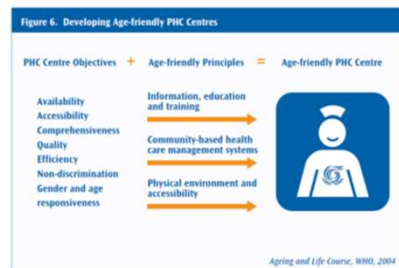 Figure 6. Developing Age-friendly PHC Centres
PHC Centre Objectives + Age-friendly Principles = Age-friendly PHC Centre
Availability
Accessibility
Comprehensiveness
Quality
Efficiency
Non-discrimination
Gender and age
responsiveness
Information, education
and training
Community-based health
care management systems
Physical environment and
accessibility
Ageing and Life Course, WHO, 2004